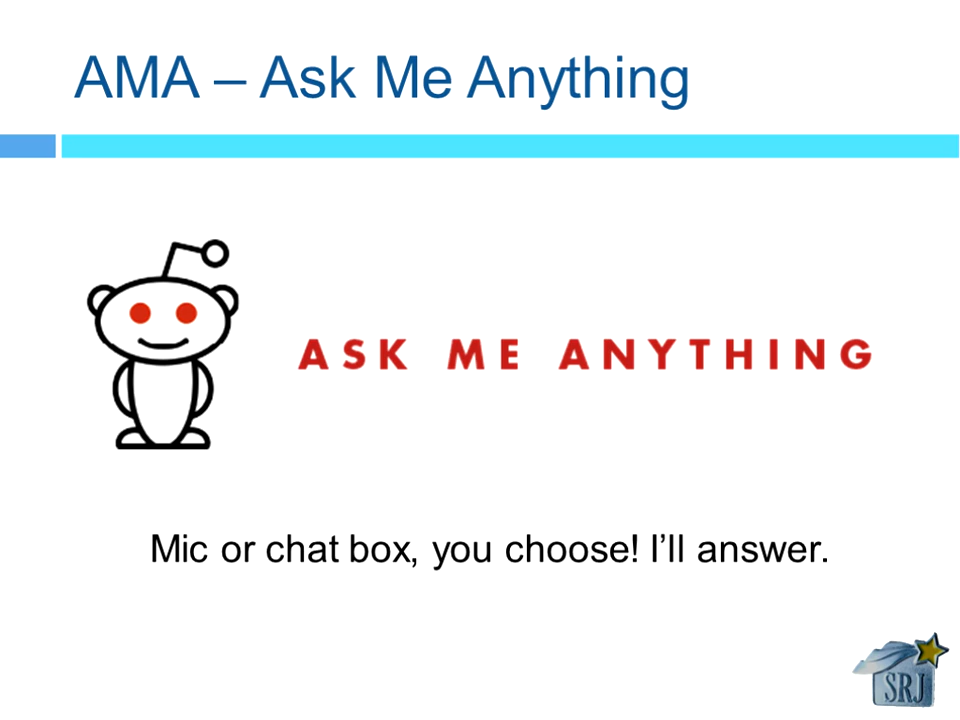 AMA – Ask Me Anything
ASK ME ANYTHING
Mic or chat box, you choose! I’ll answer.
SRJ